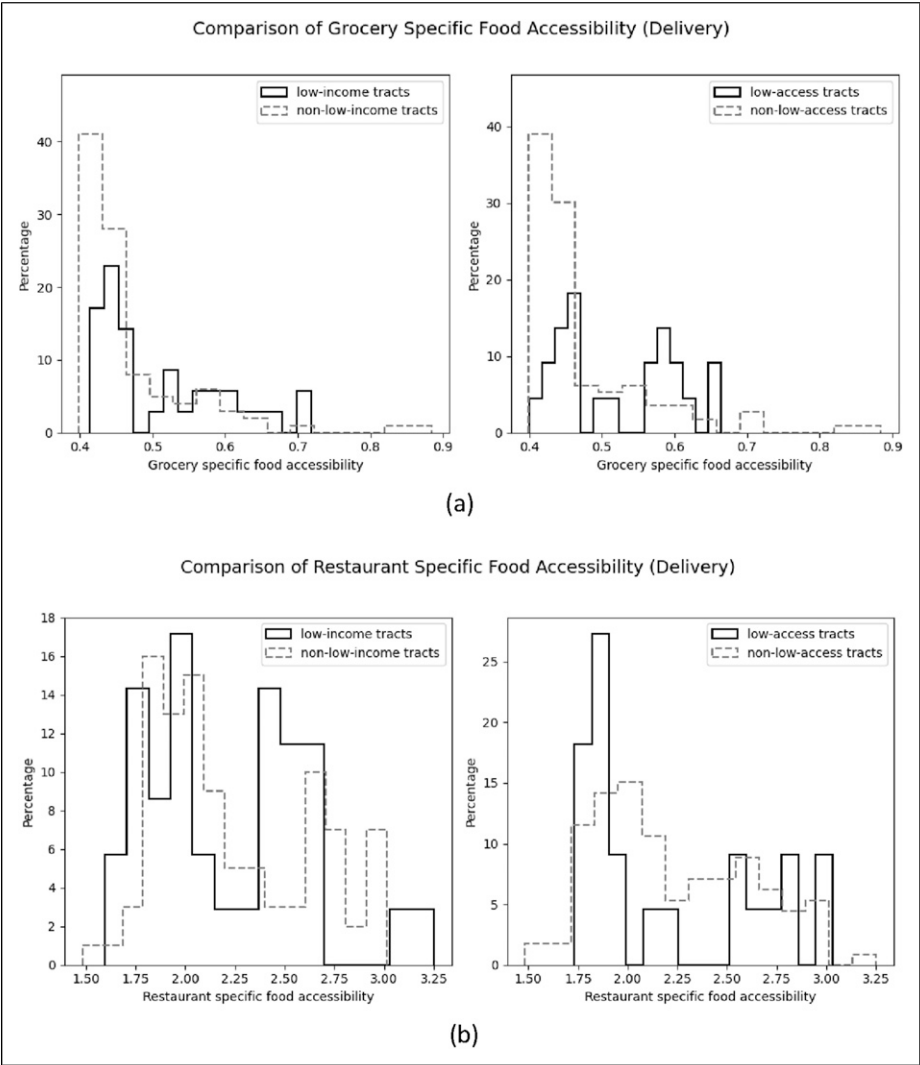 Comparison of Grocery Specific Food Accessibility (Delivery)
low-income tracts
non-low-income tracts
40
30
20
10
0
Percentage
0.4 0.5 0.6 0.7 0.8 0.9
Grocery specific food accessibility
low-access tracts
non-low-access tracts
40
30
20
10
0
Percentage
0.4 0.5 0.6 0.7 0.8 0.9
Grocery specific food accessibility
(a)
Comparison of Restaurant Specific Food Accessibility (Delivery)
low-income tracts
non-low-income tracts
18
16
14
12
10
8
6
4
2
0
Percentage
1.50 1.75 2.00 2.25 2.50 2.75 3.00 3.25
Restaurant specific food accessibility
low-access tracts
non-low-access tracts
25
20
15
10
5
0
Percentage
1.50 1.75 2.00 2.25 2.50 2.75 3.00 3.25
Restaurant specific food accessibility
(b)